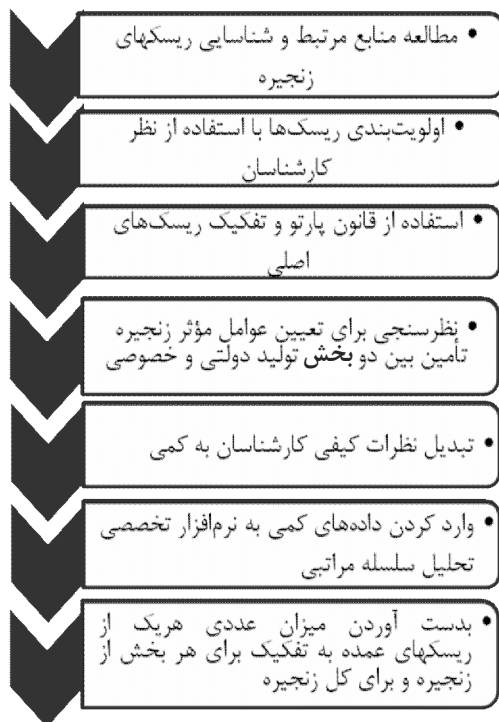 • مطالعه منابع مرتبط و شناسایی ریسکهای
زنجیره
• اولویت‌بندی ریسک‌ها با استفاده از نظر
کارشناسان
• استفاده از قانون پارتو و تفکیک ریسک‌های
اصلی
• نظرسنجی برای تعیین عوامل مؤثر زنجیره
تأمین بین دو بخش تولید دولتی و خصوصی
• تبدیل نظرات کیفی کارشناسان به کمی
• وارد کردن داده‌های کمی به نرم‌افزار تخصصی
تحلیل سلسله مراتبی
• بدست آوردن میزان عددی هریک از
ریسکهای عمده به تفکیک برای هر بخش از
زنجیره و برای کل زنجیره